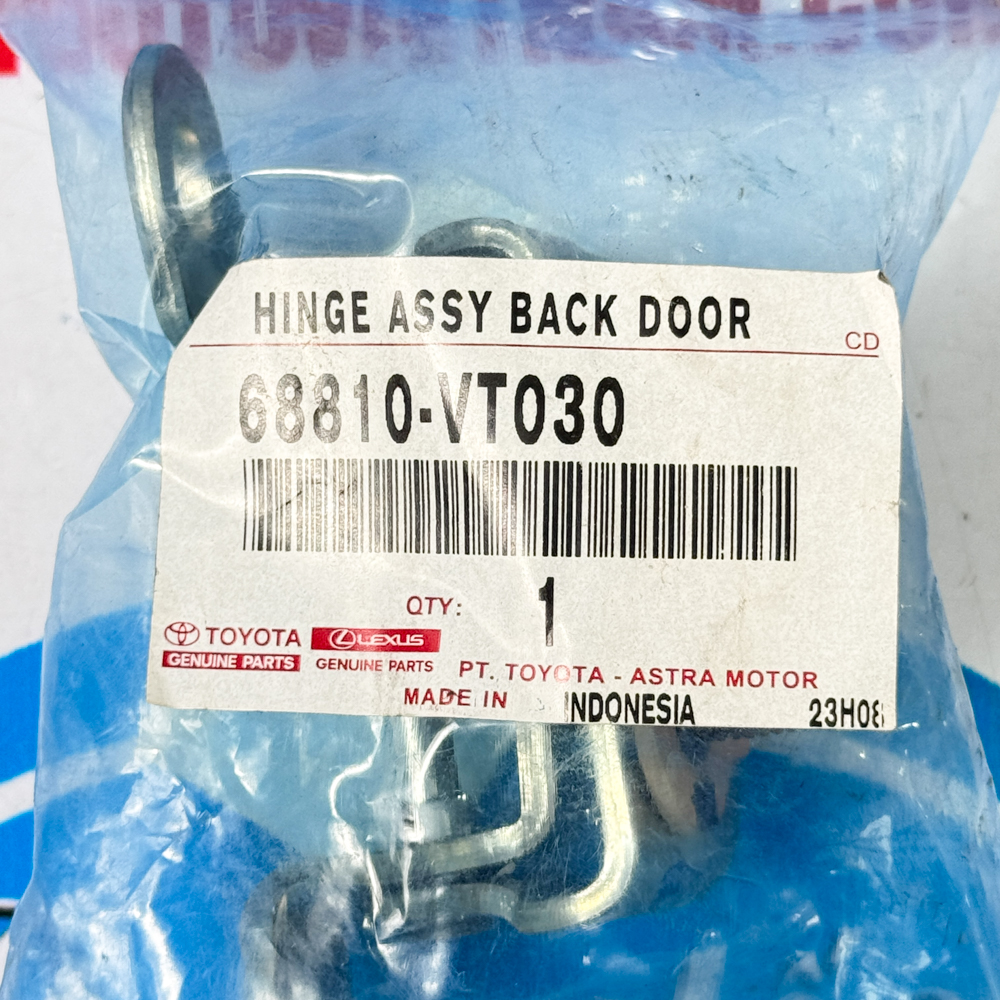 HINGE ASSY BACK DOOR
CD
68810-VT030
QTY: 1
TOYOTA LEXUS
GENUINE PARTS GENUINE PARTS
PT. TOYOTA - ASTRA MOTOR
MADE IN INDONESIA 23H08